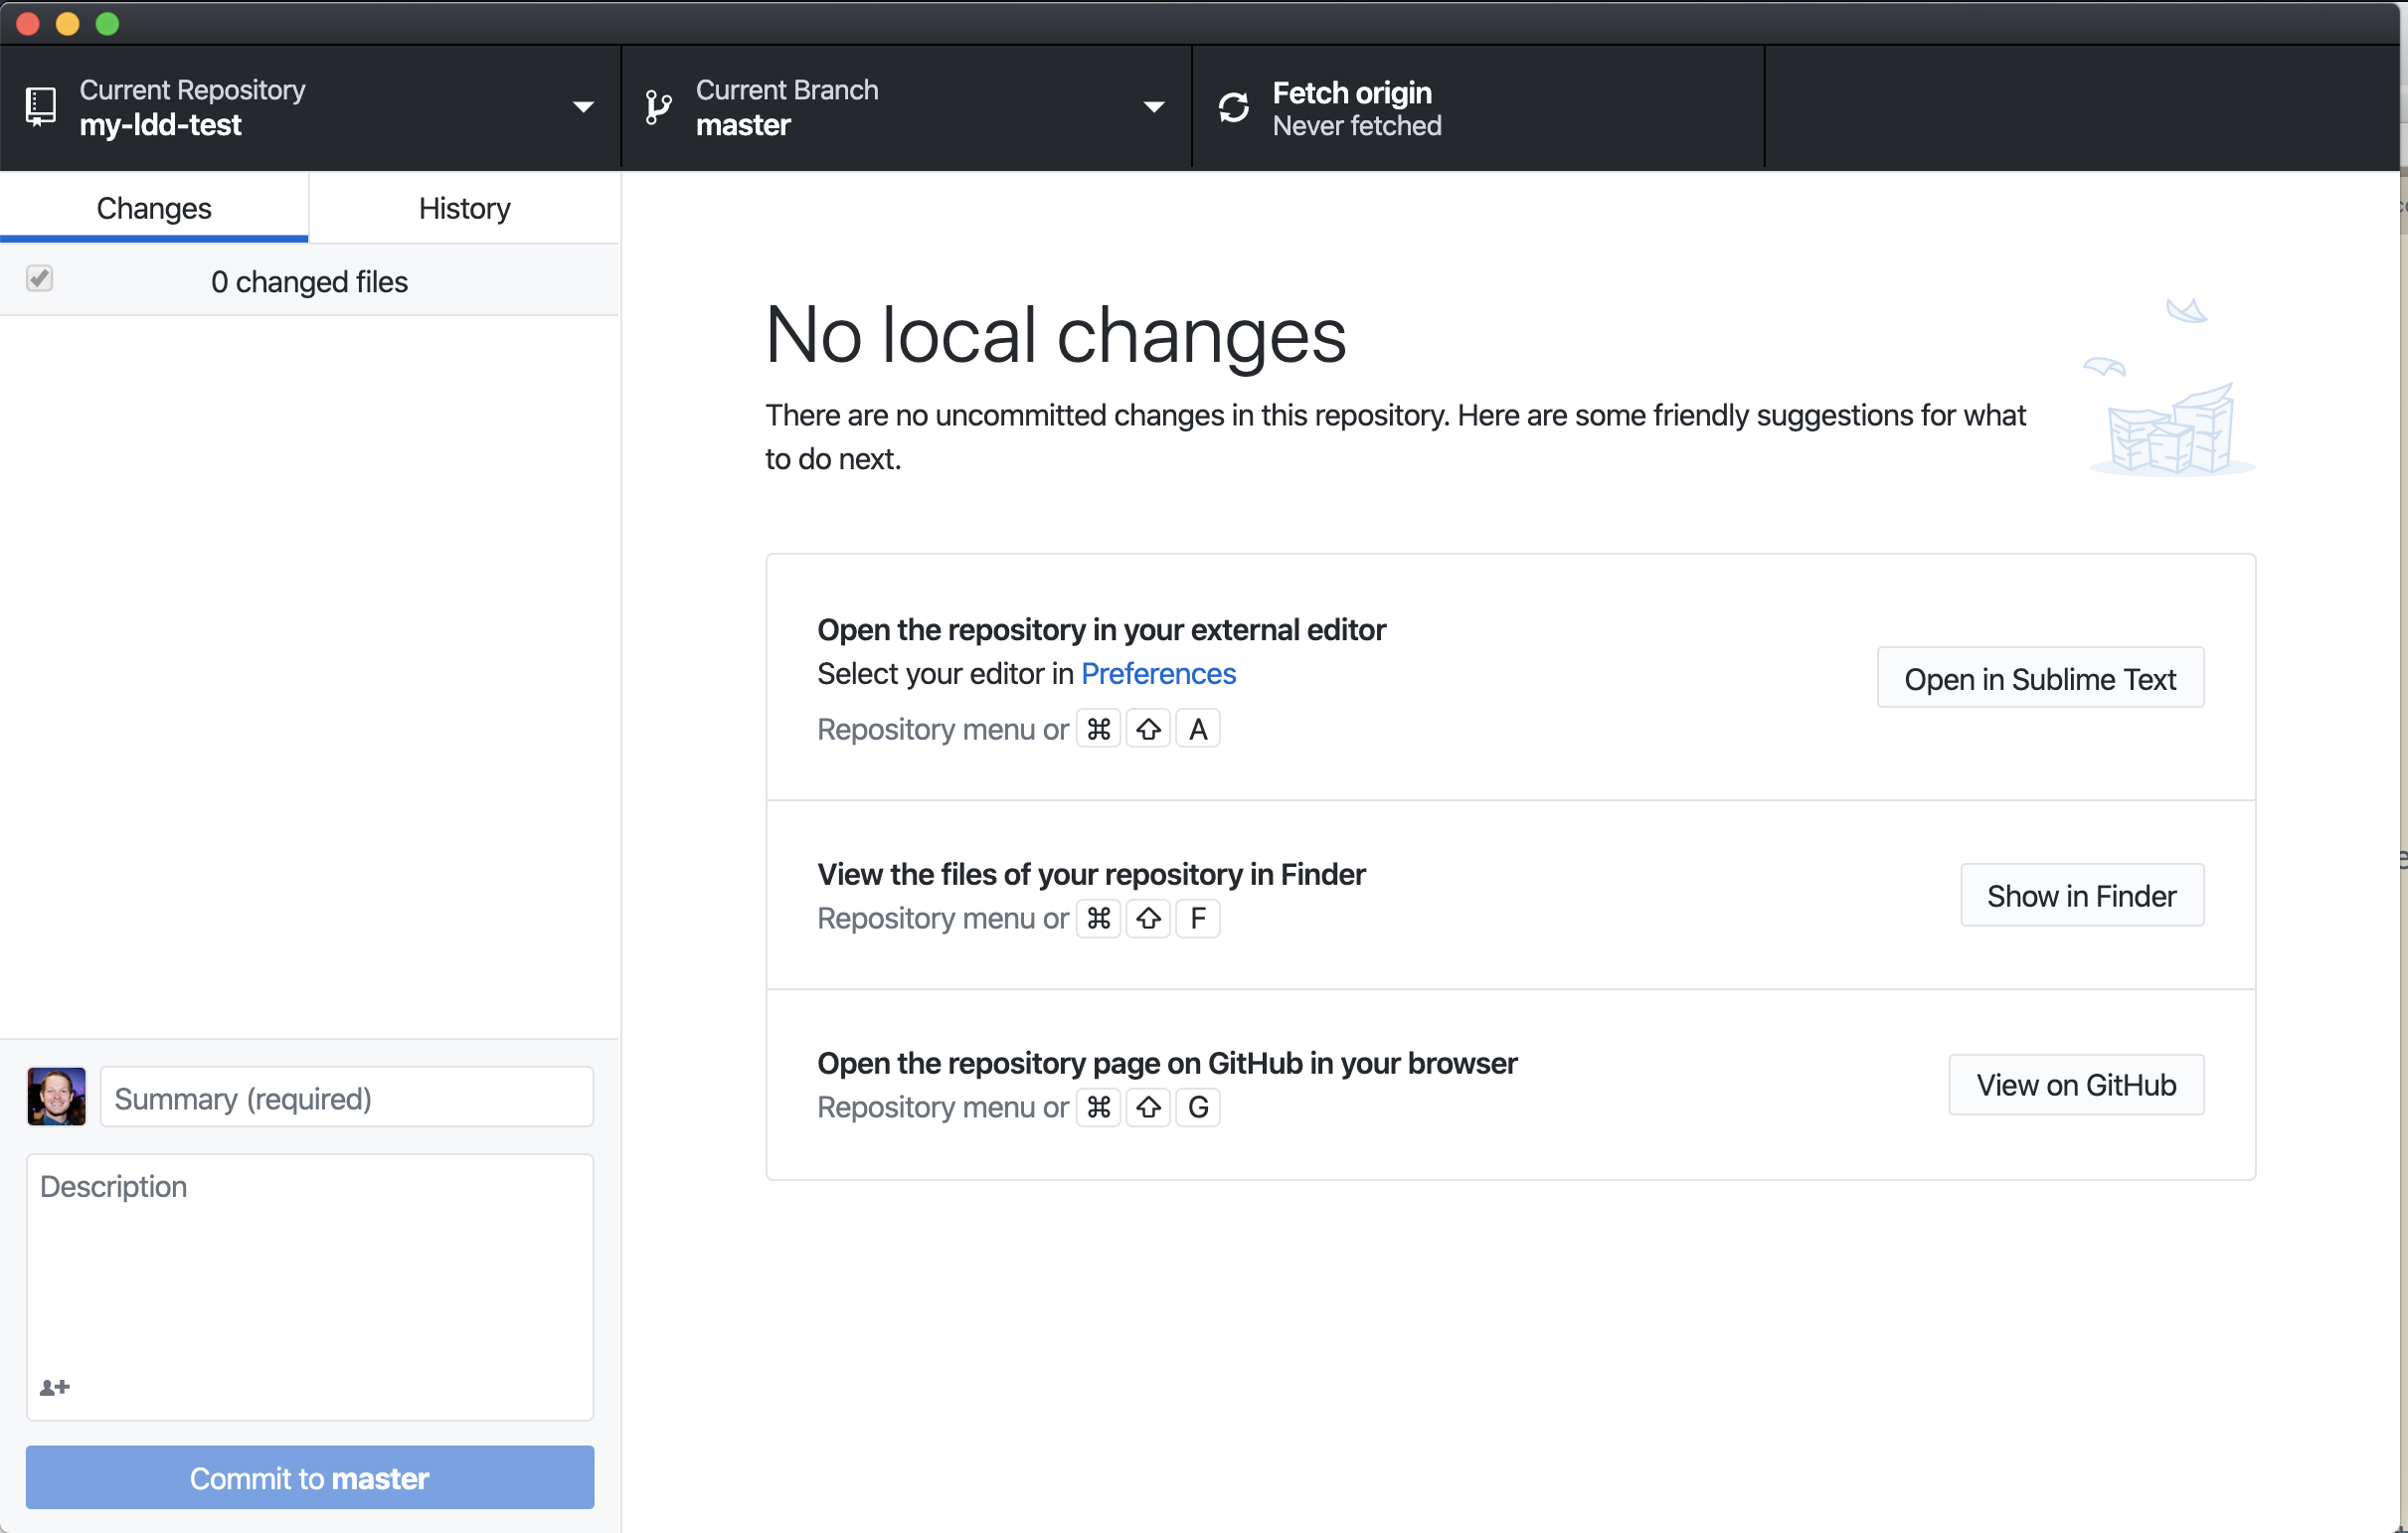 Current Repository
my-ldd-test
Current Branch
master
Fetch origin
Never fetched
Changes
History
0 changed files
No local changes
There are no uncommitted changes in this repository. Here are some friendly suggestions for what
to do next.
Open the repository in your external editor
Select your editor in Preferences
Repository menu or ⌘ ⇧ A
Open in Sublime Text
View the files of your repository in Finder
Repository menu or ⌘ ⇧ F
Show in Finder
Open the repository page on GitHub in your browser
Repository menu or ⌘ ⇧ G
View on GitHub
Summary (required)
Description
Commit to master